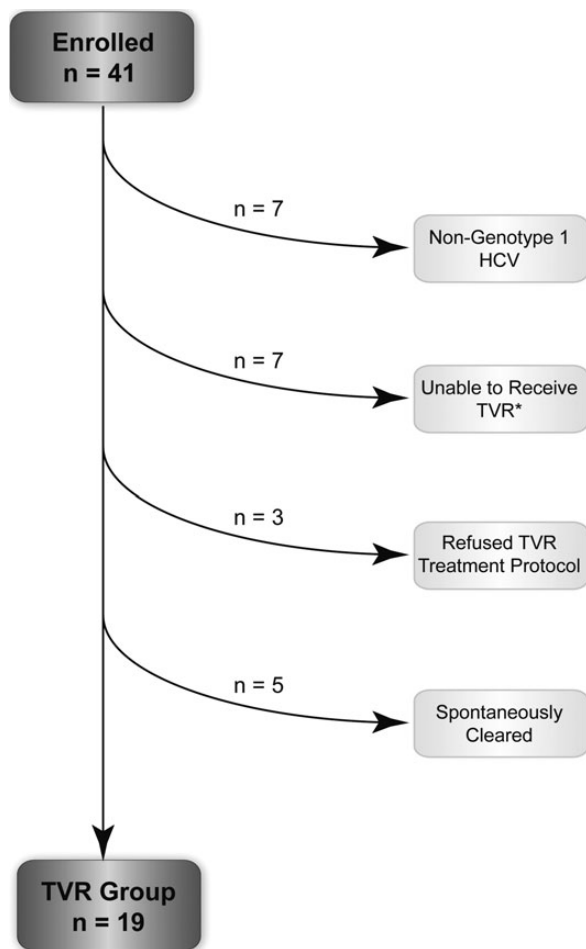 Enrolled
n = 41
n = 7
Non-Genotype 1
HCV
n = 7
Unable to Receive
TVR*
n = 3
Refused TVR
Treatment Protocol
n = 5
Spontaneously
Cleared
TVR Group
n = 19